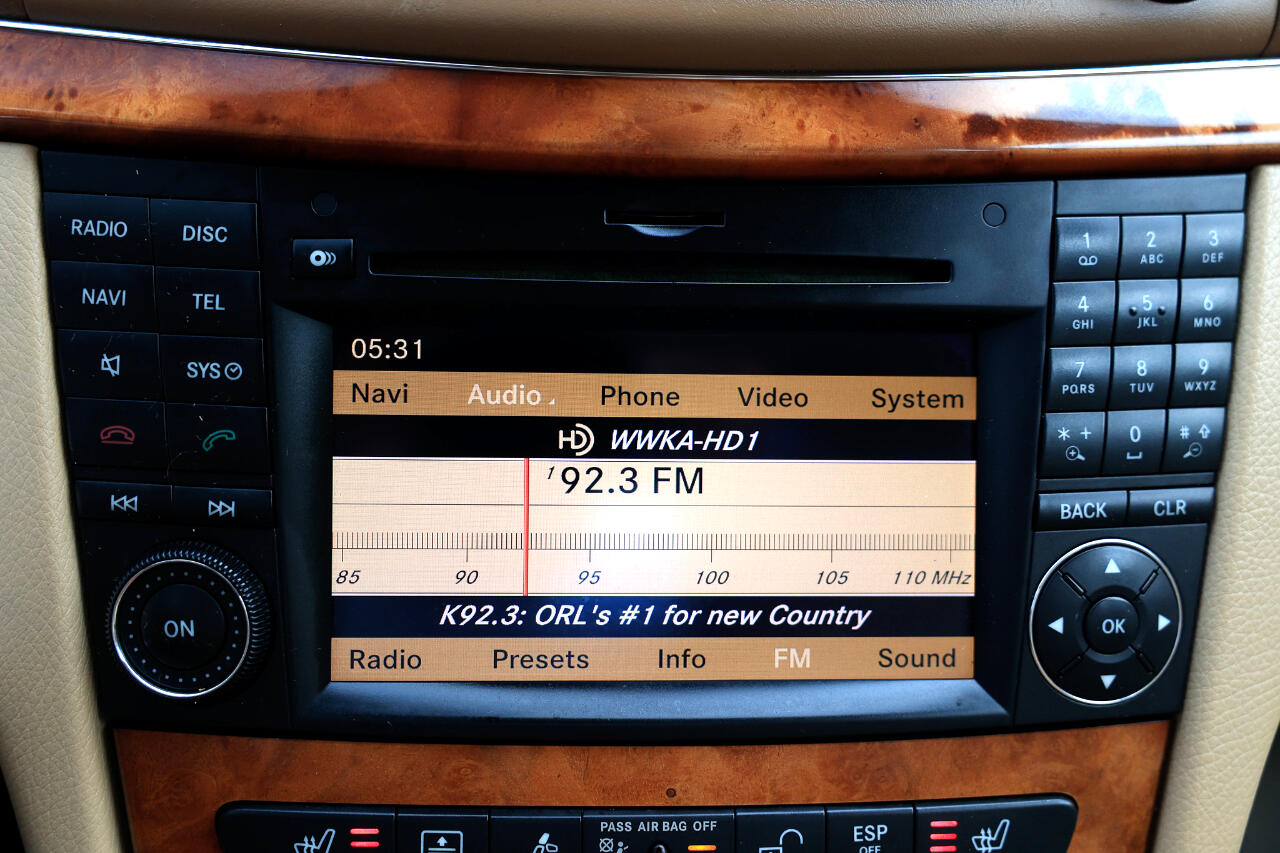 RADIO DISC
NAVI TEL
SYS
ON
05:31
Navi Audio Phone Video System
HD WWKA-HD1
1 92.3 FM
85 90 95 100 105 110 MHz
K92.3: ORL's #1 for new Country
Radio Presets Info FM Sound
1 2 ABC 3 DEF
4 GHI 5 JKL 6 MNO
7 PQRS 8 TUV 9 WXYZ
* + 0 #
BACK CLR
OK
PASS AIR BAG OFF
ESP
OFF